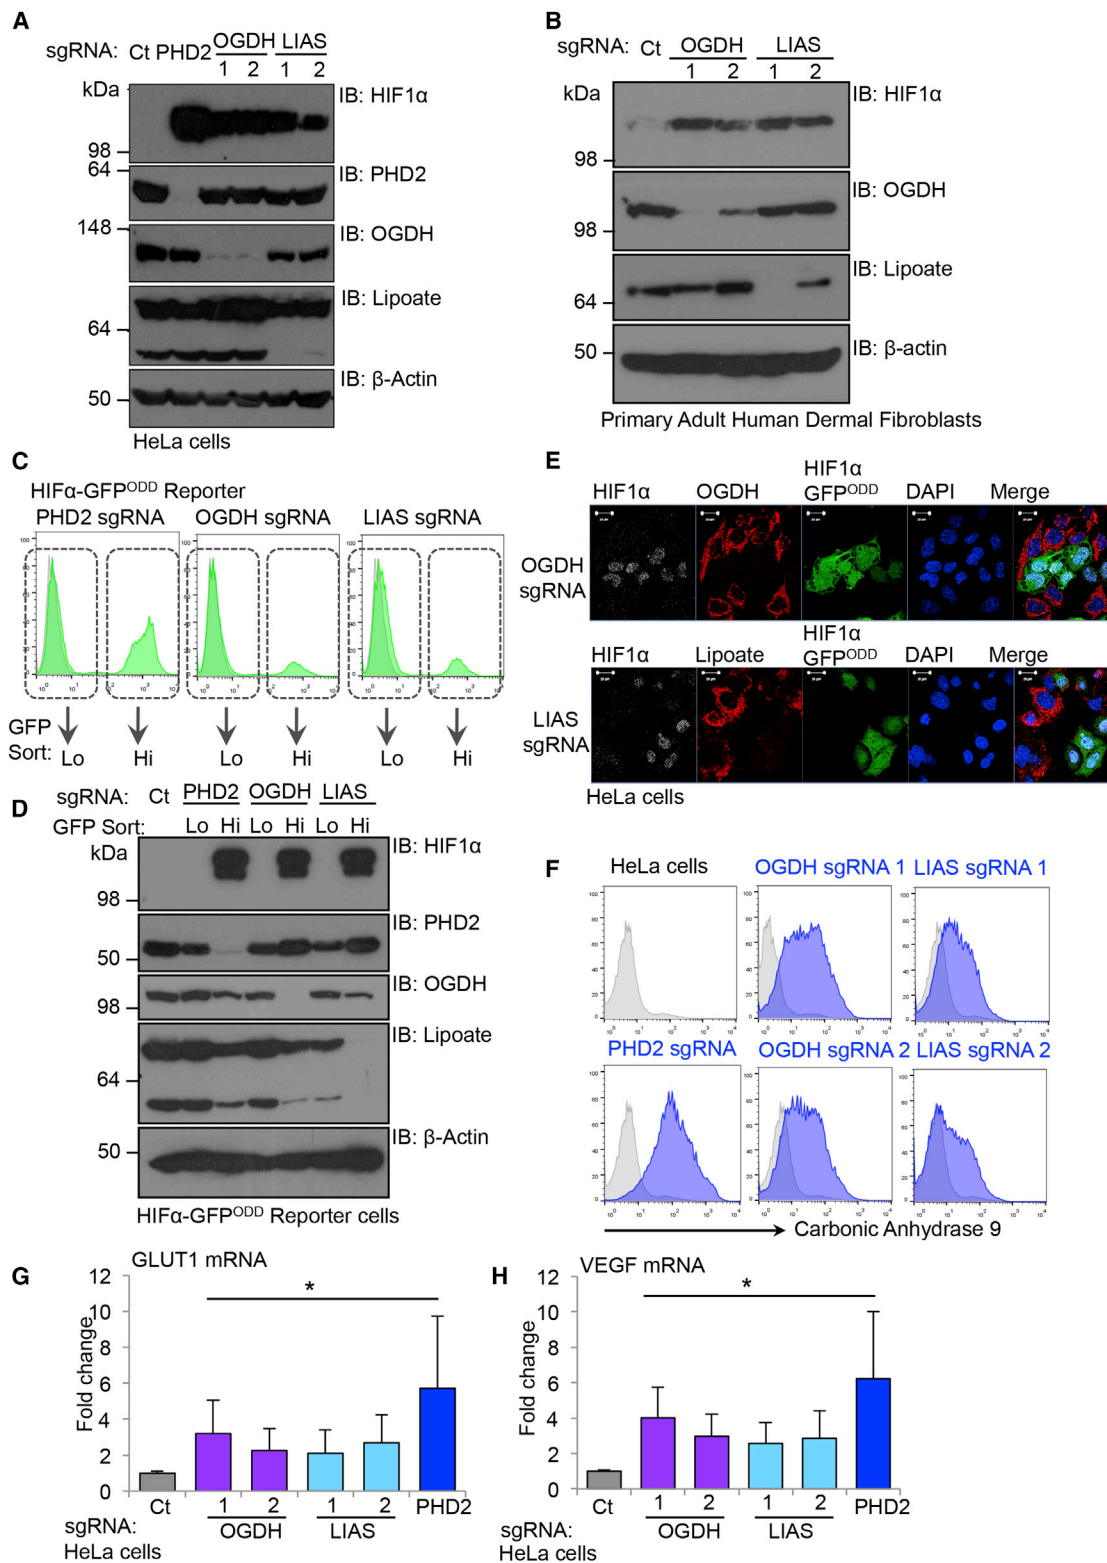 A
sgRNA: Ct PHD2 OGDH LIAS
1 2 1 2
kDa
IB: HIF1α
98
64
IB: PHD2
148
IB: OGDH
IB: Lipoate
64
IB: β-Actin
50
HeLa cells
B
sgRNA: Ct OGDH LIAS
1 2 1 2
kDa
IB: HIF1α
98
IB: OGDH
98
IB: Lipoate
64
IB: β-actin
50
Primary Adult Human Dermal Fibroblasts
C
HIFα-GFPODD Reporter
PHD2 sgRNA OGDH sgRNA LIAS sgRNA
GFP
Sort: Lo Hi Lo Hi Lo Hi
D
sgRNA: Ct PHD2 OGDH LIAS
GFP Sort: Lo Hi Lo Hi Lo Hi
kDa
IB: HIF1α
98
IB: PHD2
50
IB: OGDH
98
IB: Lipoate
64
IB: β-Actin
50
HIFα-GFPODD Reporter cells
E
HIF1α OGDH HIF1α GFPODD DAPI Merge
OGDH
sgRNA
HIF1α Lipoate HIF1α GFPODD DAPI Merge
LIAS
sgRNA
HeLa cells
F
HeLa cells OGDH sgRNA 1 LIAS sgRNA 1
PHD2 sgRNA OGDH sgRNA 2 LIAS sgRNA 2
Carbonic Anhydrase 9
G
GLUT1 mRNA
*
Fold change
12
10
8
6
4
2
0
Ct 1 2 1 2 PHD2
sgRNA: OGDH LIAS
HeLa cells
H
VEGF mRNA
*
Fold change
12
10
8
6
4
2
0
Ct 1 2 1 2 PHD2
sgRNA: OGDH LIAS
HeLa cells